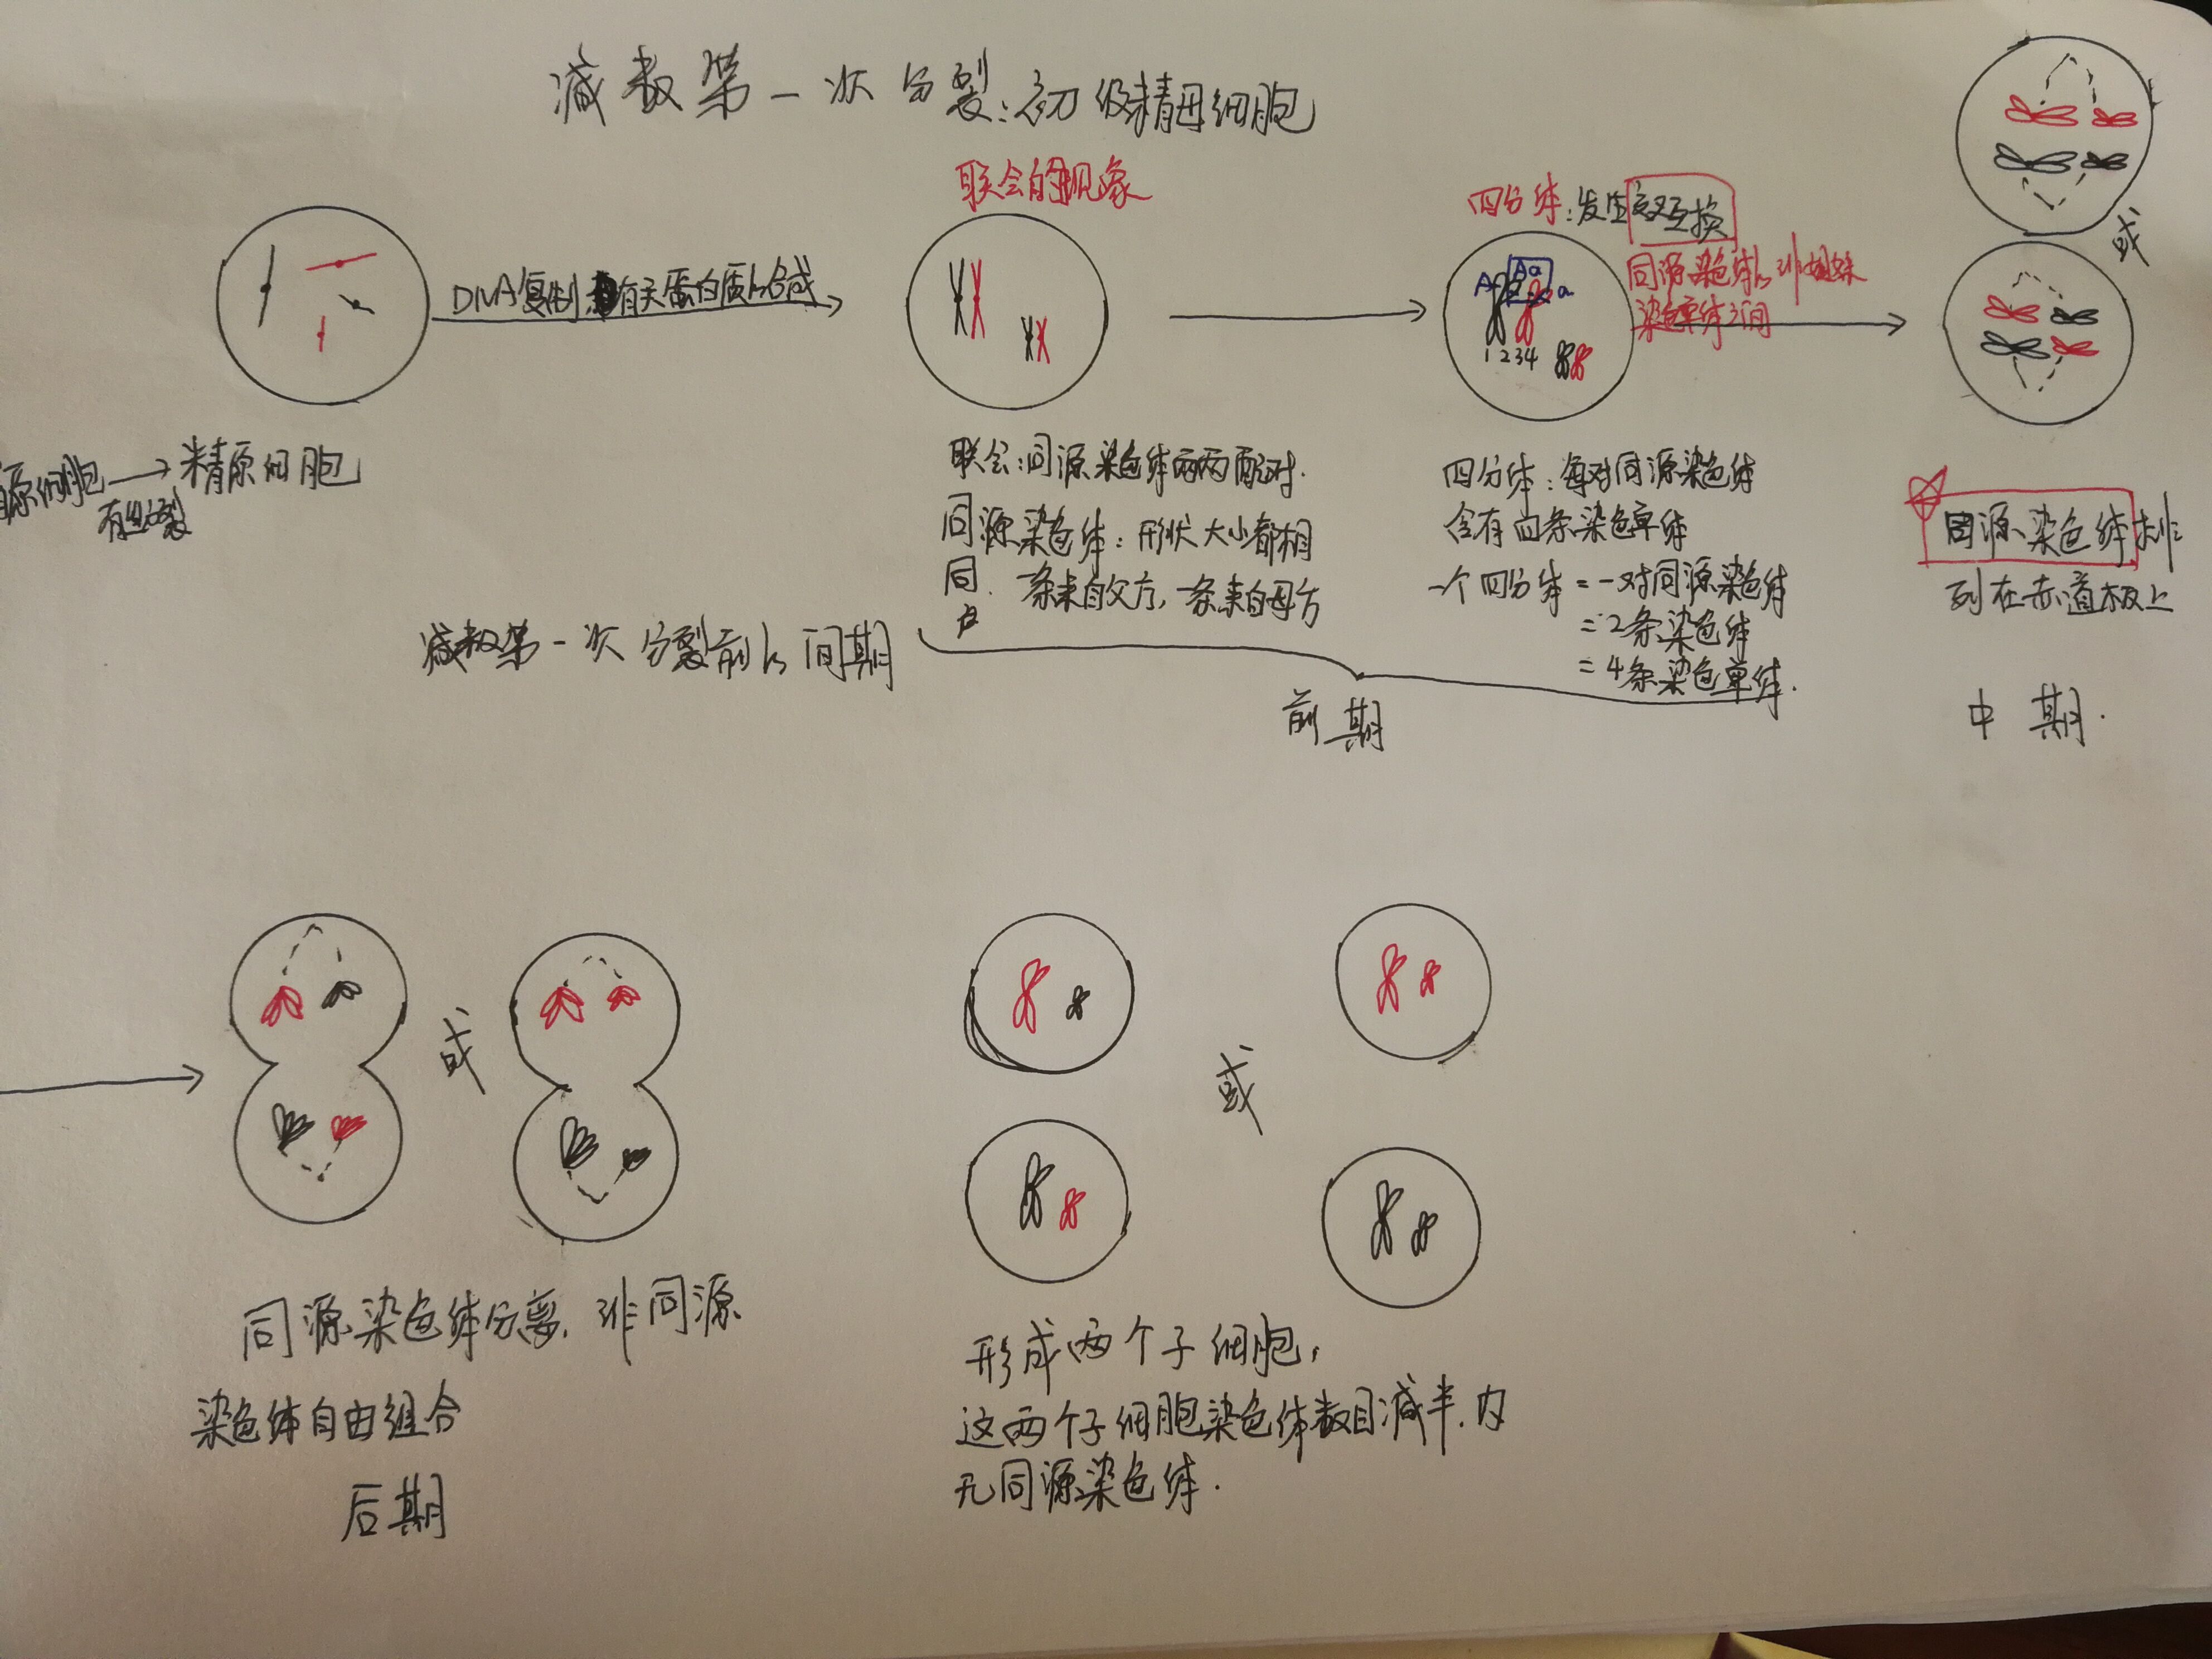 减数第一次分裂:初级精母细胞
联会的现象
四分体:发生交叉互换
同源染色体的非姐妹
染色单体之间
或
DNA复制 有关蛋白质的合成
A Aa a
1 2 3 4
原细胞 → 精原细胞
有丝分裂
联会:同源染色体两两配对.
同源染色体:形状大小都相
同. 一条来自父方,一条来自母方
四分体:每对同源染色体
含有四条染色单体
一个四分体=一对同源染色体
=2条染色体
=4条染色单体.
同源染色体排
列在赤道板上
减数第一次分裂前的间期
前期
中期.
或
或
同源染色体分离,非同源
染色体自由组合
后期
形成两个子细胞,
这两个子细胞染色体数目减半.内
无同源染色体.